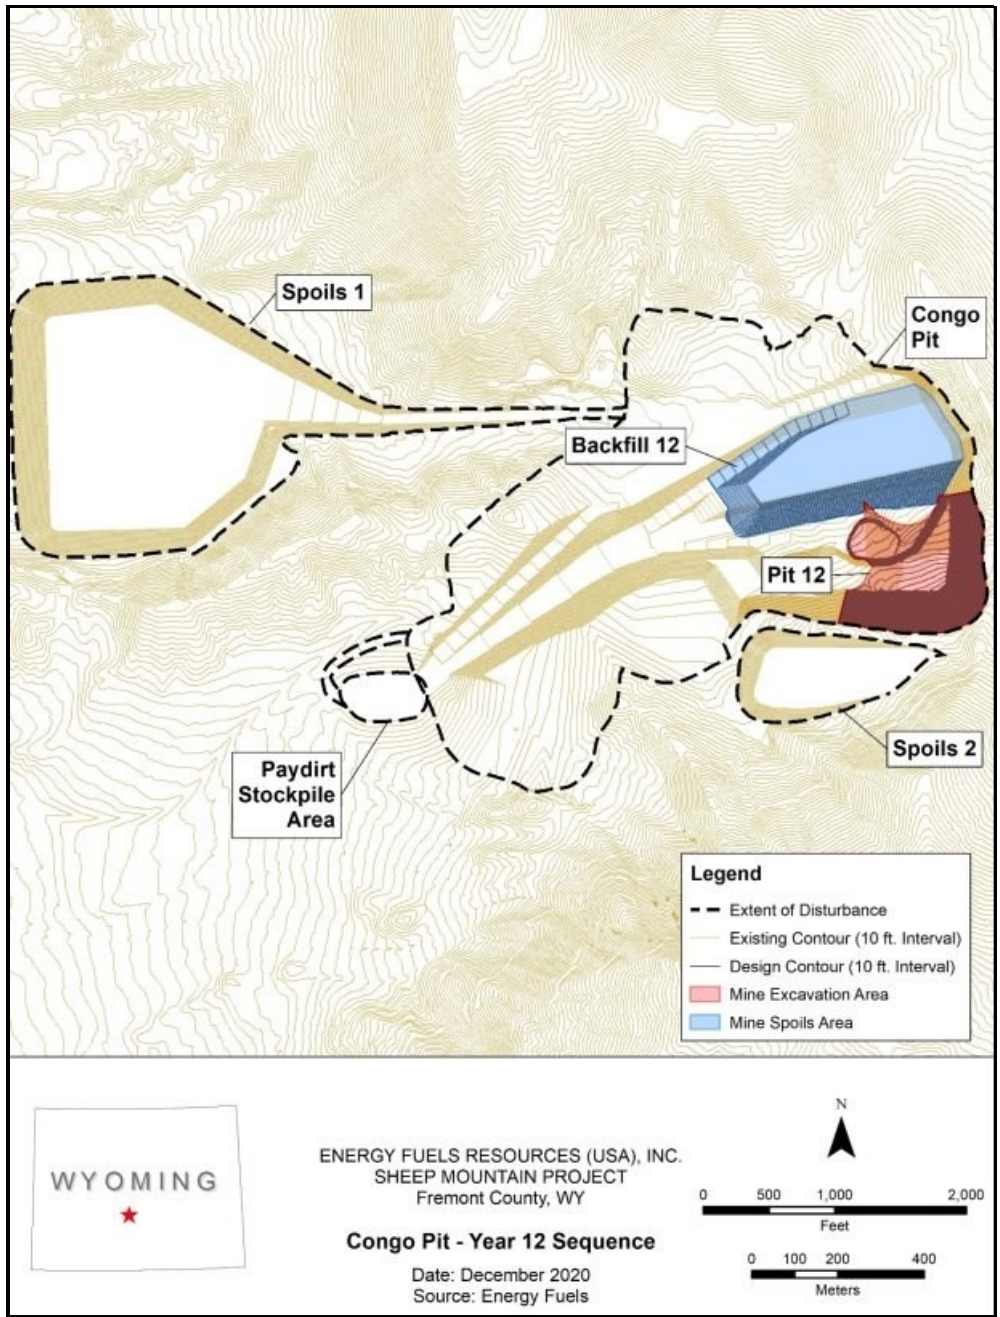 Spoils 1
Congo
Pit
Backfill 12
Pit 12
Spoils 2
Paydirt
Stockpile
Area
Legend
Extent of Disturbance
Existing Contour (10 ft. Interval)
Design Contour (10 ft. Interval)
Mine Excavation Area
Mine Spoils Area
WYOMING
ENERGY FUELS RESOURCES (USA), INC.
SHEEP MOUNTAIN PROJECT
Fremont County, WY
Congo Pit - Year 12 Sequence
Date: December 2020
Source: Energy Fuels
N
0 500 1,000 2,000
Feet
0 100 200 400
Meters